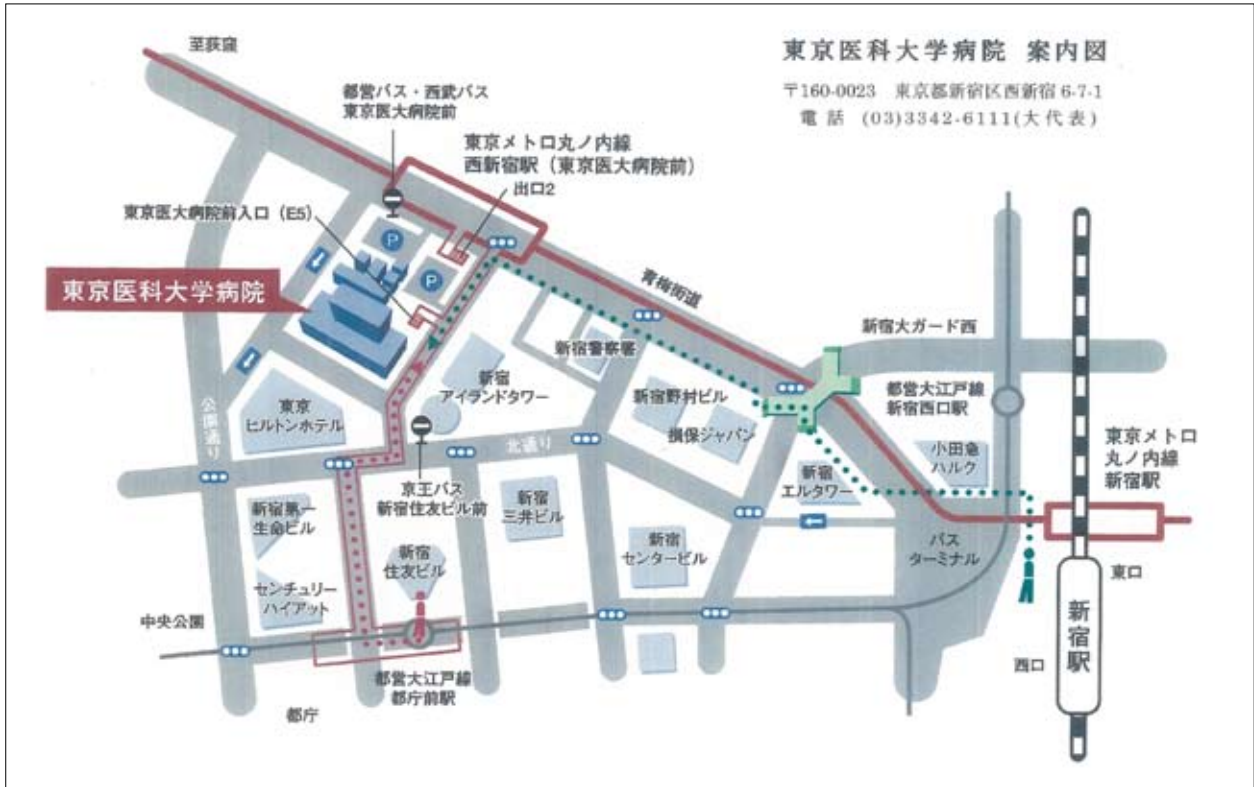 至荻窪
東京医科大学病院 案内図
〒160-0023 東京都新宿区西新宿 6-7-1
電話 (03)3342-6111(大代表)
都営バス・西武バス
東京医大病院前
東京メトロ丸ノ内線
西新宿駅（東京医大病院前）
出口2
東京医大病院前入口（E5）
P
P
東京医科大学病院
青梅街道
新宿大ガード西
新宿警察署
新宿
アイランドタワー
新宿野村ビル
損保ジャパン
都営大江戸線
新宿西口駅
小田急
ハルク
東京メトロ
丸ノ内線
新宿駅
東京
ヒルトンホテル
公園通り
北通り
京王バス
新宿住友ビル前
新宿
エルタワー
新宿第一
生命ビル
新宿
三井ビル
新宿
センタービル
バス
ターミナル
新宿
住友ビル
センチュリー
ハイアット
東口
新宿駅
西口
中央公園
都営大江戸線
都庁前駅
都庁